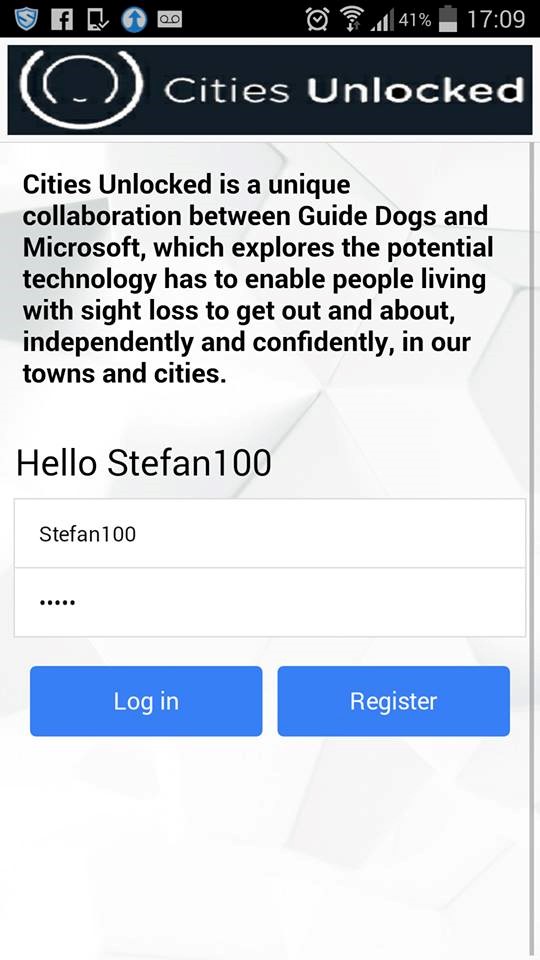 41% 17:09
Cities Unlocked
Cities Unlocked is a unique
collaboration between Guide Dogs and
Microsoft, which explores the potential
technology has to enable people living
with sight loss to get out and about,
independently and confidently, in our
towns and cities.
Hello Stefan100
Stefan100
•••••
Log in Register